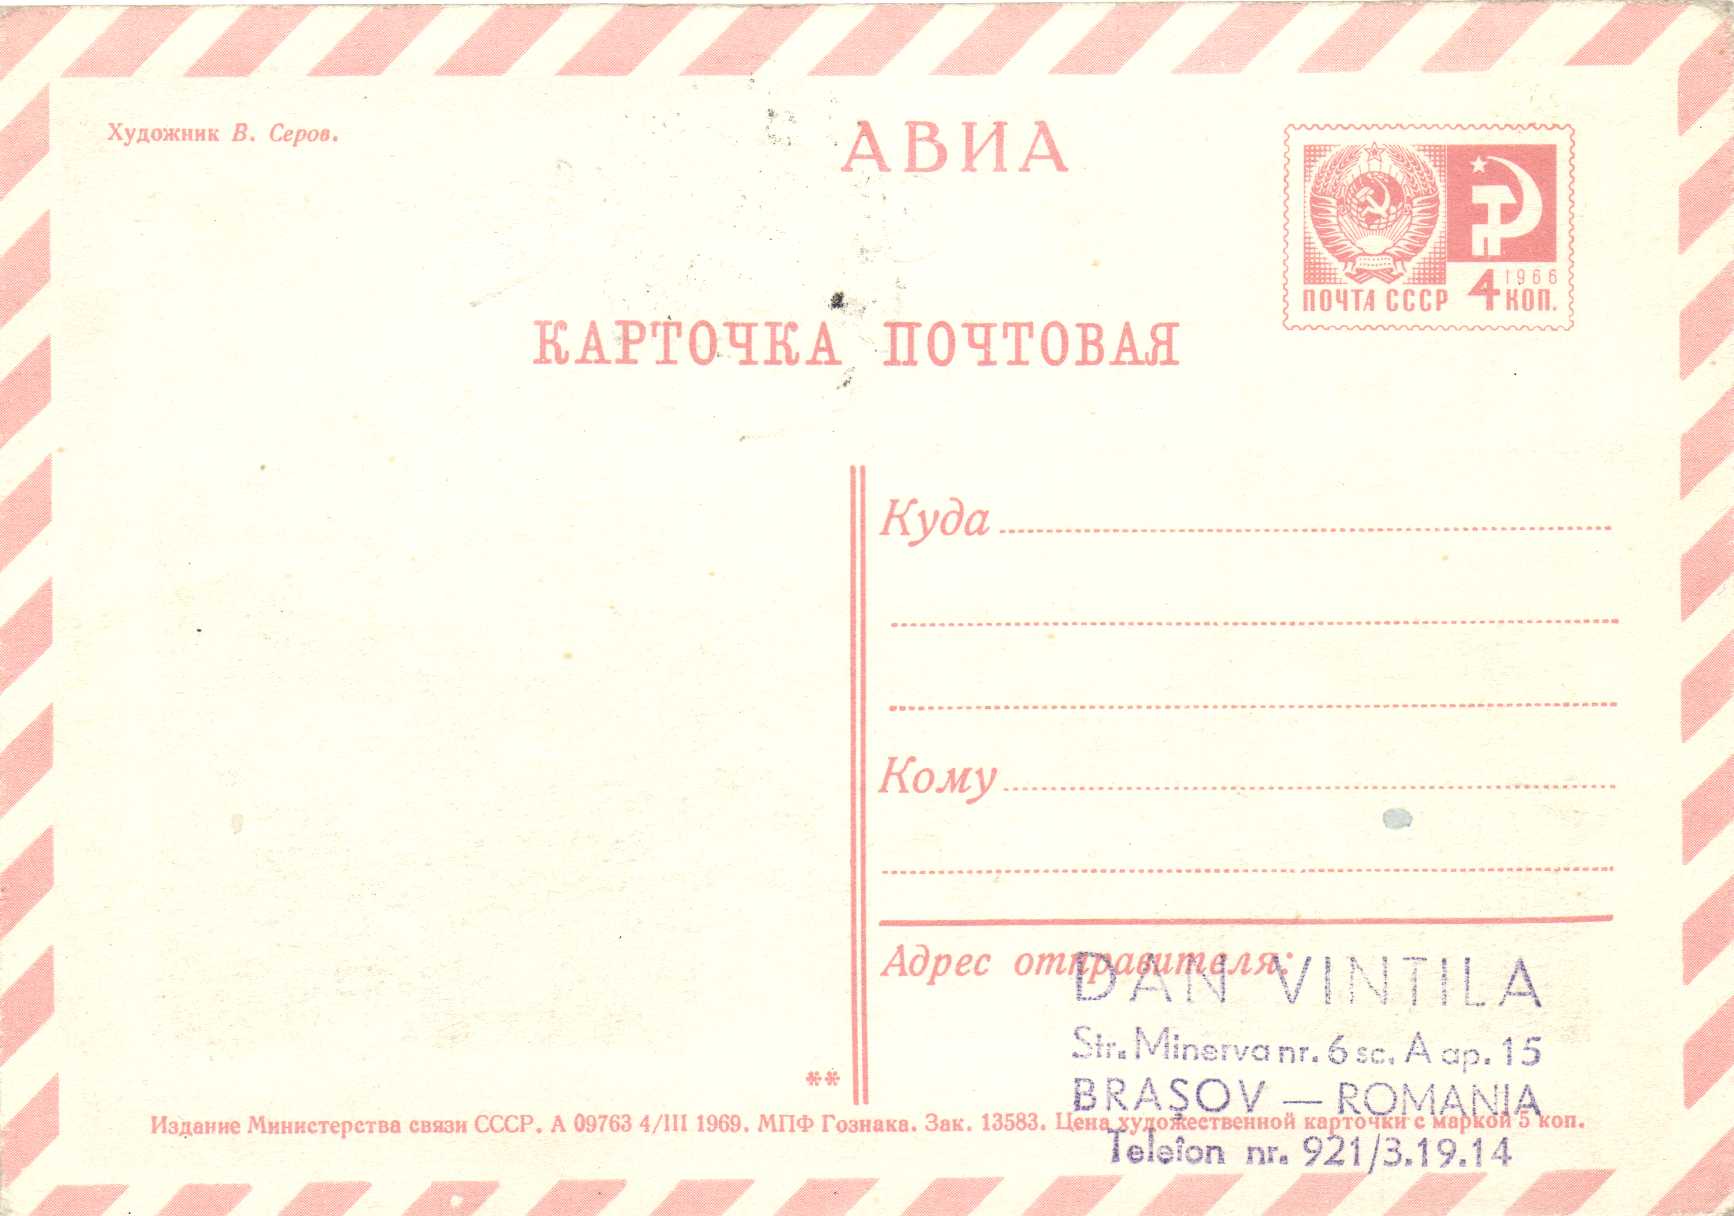 Художник В. Серов.
АВИА
ПОЧТА СССР 4 1966 КОП.
КАРТОЧКА ПОЧТОВАЯ
Куда
Кому
Адрес отправителя:
DAN VINTILA
Str. Minerva nr. 6 sc. A ap. 15
BRAȘOV — ROMANIA
Telefon nr. 921/3.19.14
**
Издание Министерства связи СССР. А 09763 4/III 1969. МПФ Гознака. Зак. 13583. Цена художественной карточки с маркой 5 коп.